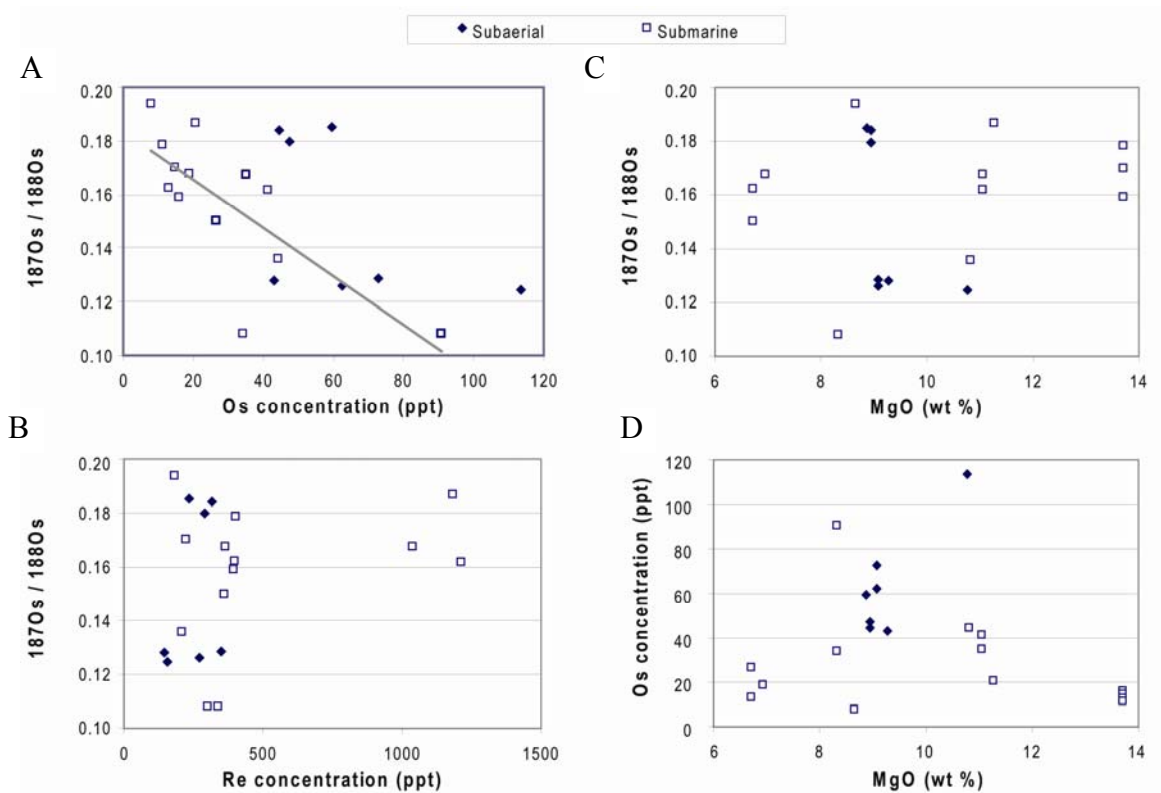 Subaerial Submarine
A
0.20
0.18
0.16
0.14
0.12
0.10
187Os / 188Os
0 20 40 60 80 100 120
Os concentration (ppt)
C
0.20
0.18
0.16
0.14
0.12
0.10
187Os / 188Os
6 8 10 12 14
MgO (wt %)
B
0.20
0.18
0.16
0.14
0.12
0.10
187Os / 188Os
0 500 1000 1500
Re concentration (ppt)
D
120
100
80
60
40
20
0
Os concentration (ppt)
6 8 10 12 14
MgO (wt %)